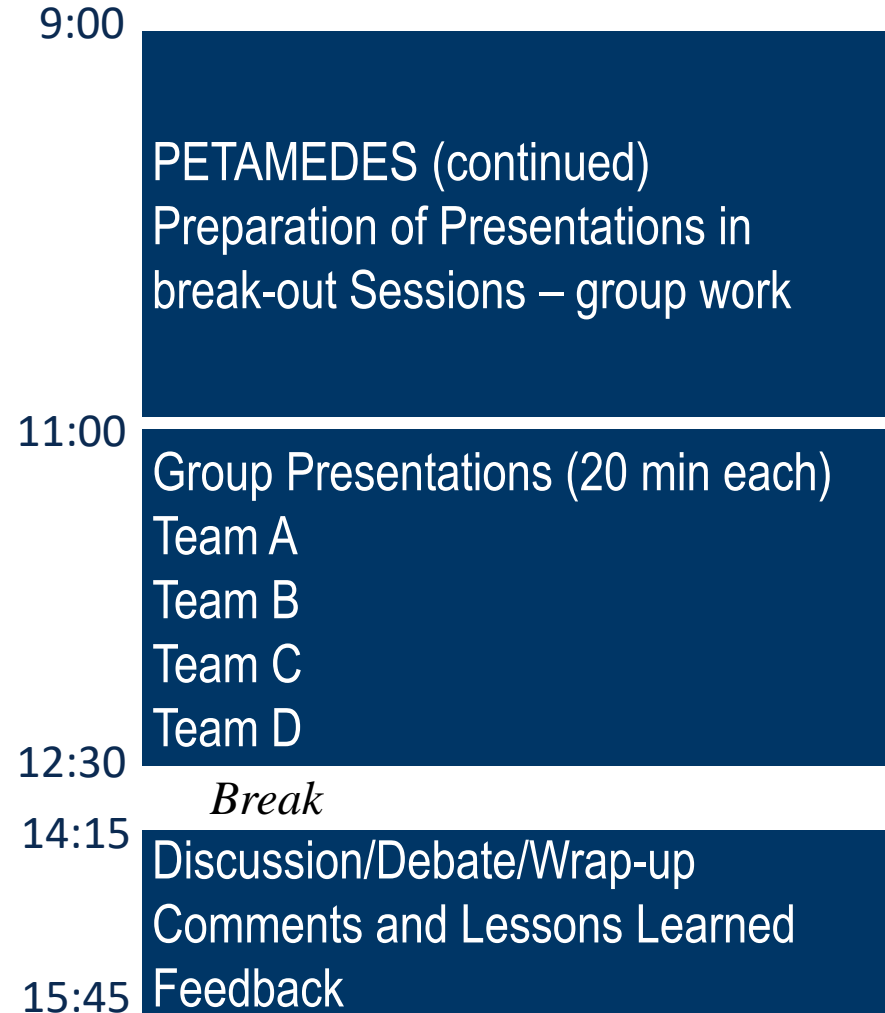 9:00
PETAMEDES (continued)
Preparation of Presentations in
break-out Sessions – group work
11:00
Group Presentations (20 min each)
Team A
Team B
Team C
Team D
12:30
Break
14:15
Discussion/Debate/Wrap-up
Comments and Lessons Learned
Feedback
15:45